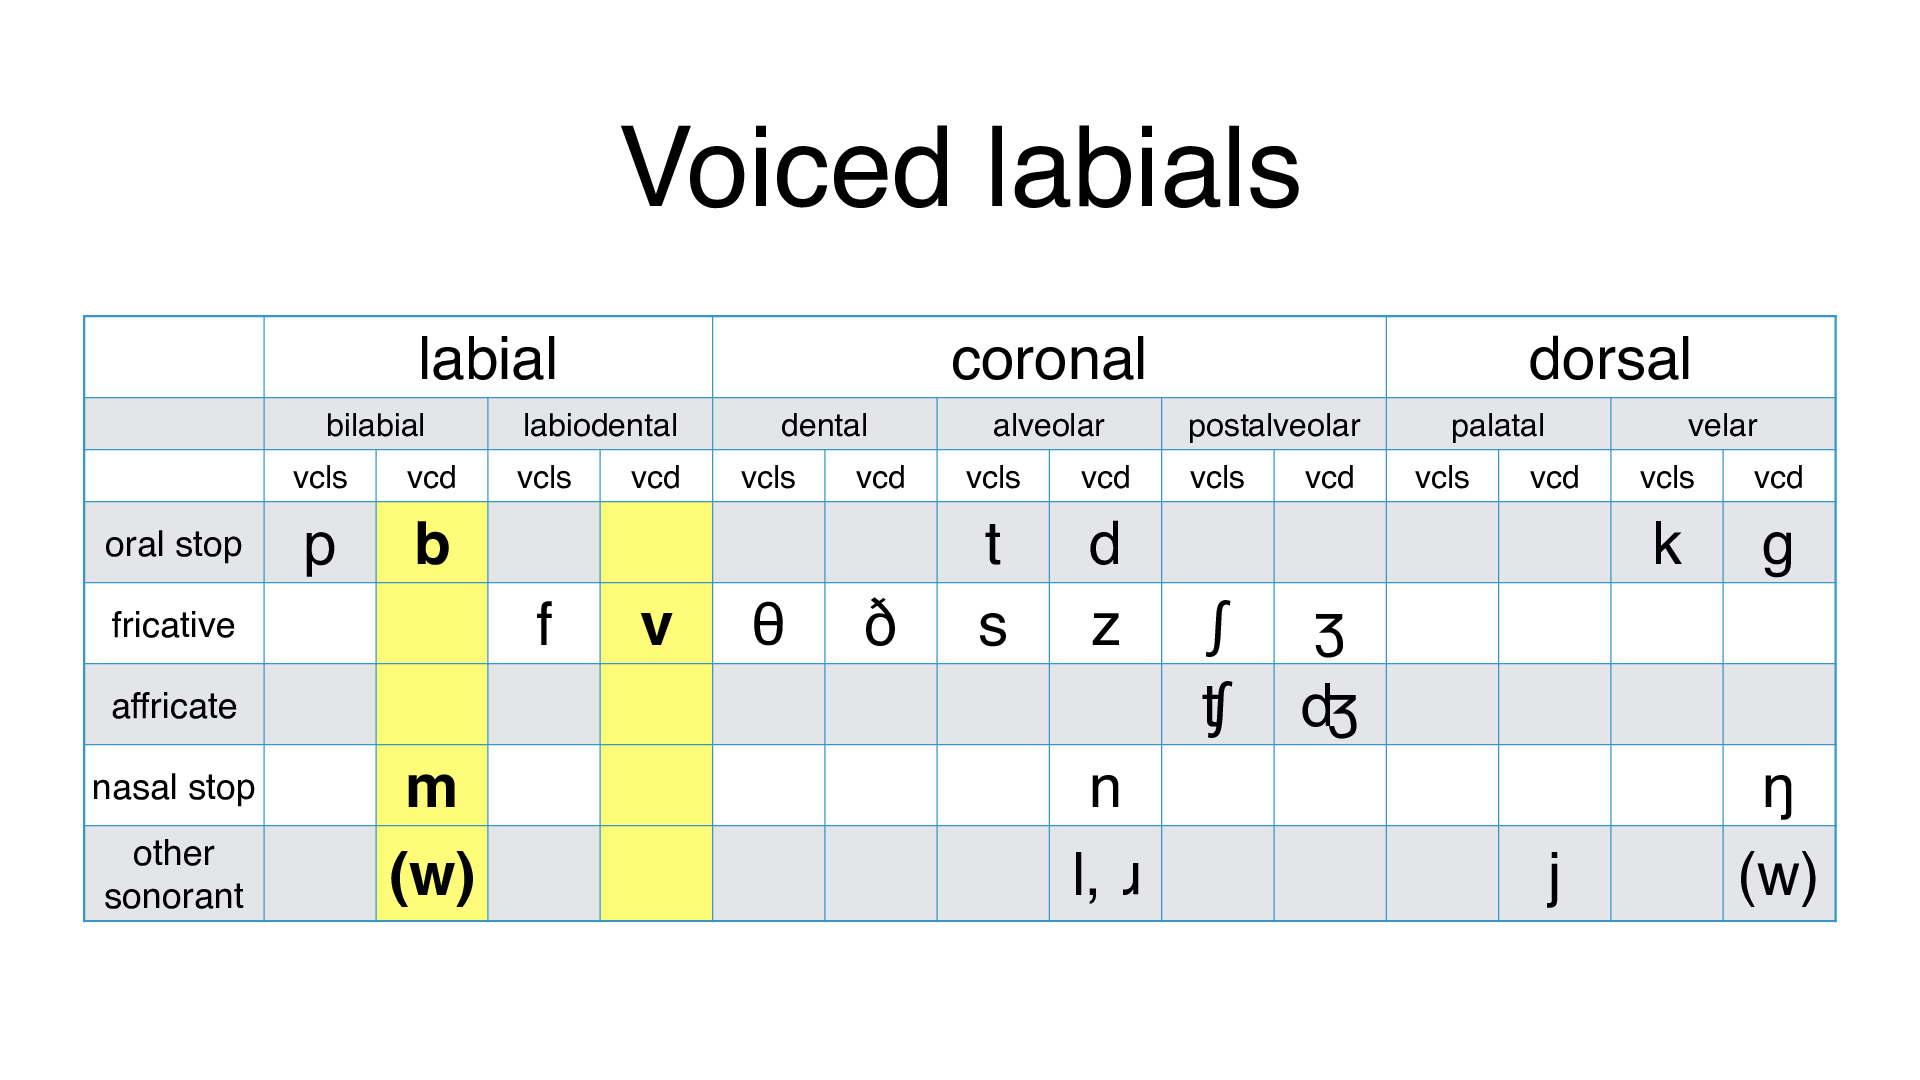 Voiced labials
labial coronal dorsal
bilabial labiodental dental alveolar postalveolar palatal velar
vcls vcd vcls vcd vcls vcd vcls vcd vcls vcd vcls vcd vcls vcd
oral stop p b t d k g
fricative f v θ ð s z ʃ ʒ
affricate ʧ ʤ
nasal stop m n ŋ
other
sonorant (w) l, ɹ j (w)